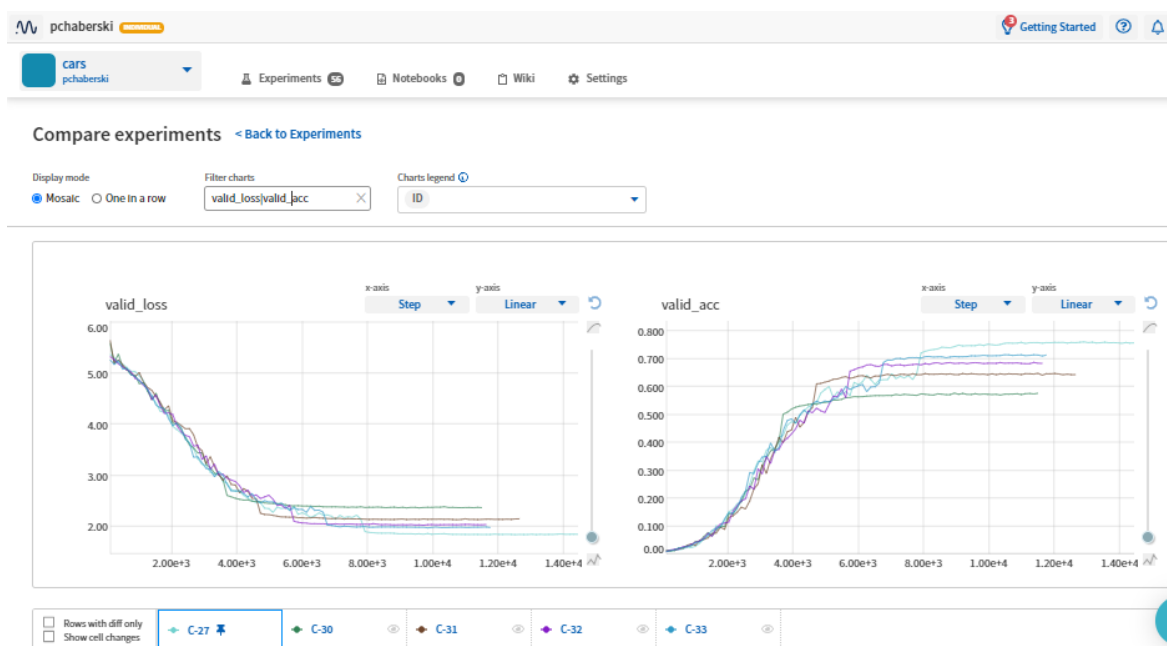 pchaberski INDIVIDUAL
3 Getting Started
cars
pchaberski
Experiments 56 Notebooks 0 Wiki Settings
Compare experiments < Back to Experiments
Display mode Filter charts Charts legend
Mosaic One in a row valid_loss|valid_acc ID
x-axis y-axis
valid_loss Step Linear
6.00
5.00
4.00
3.00
2.00
2.00e+3 4.00e+3 6.00e+3 8.00e+3 1.00e+4 1.20e+4 1.40e+4
x-axis y-axis
valid_acc Step Linear
0.800
0.700
0.600
0.500
0.400
0.300
0.200
0.100
0.00
2.00e+3 4.00e+3 6.00e+3 8.00e+3 1.00e+4 1.20e+4 1.40e+4
Rows with diff only
Show cell changes
C-27 C-30 C-31 C-32 C-33